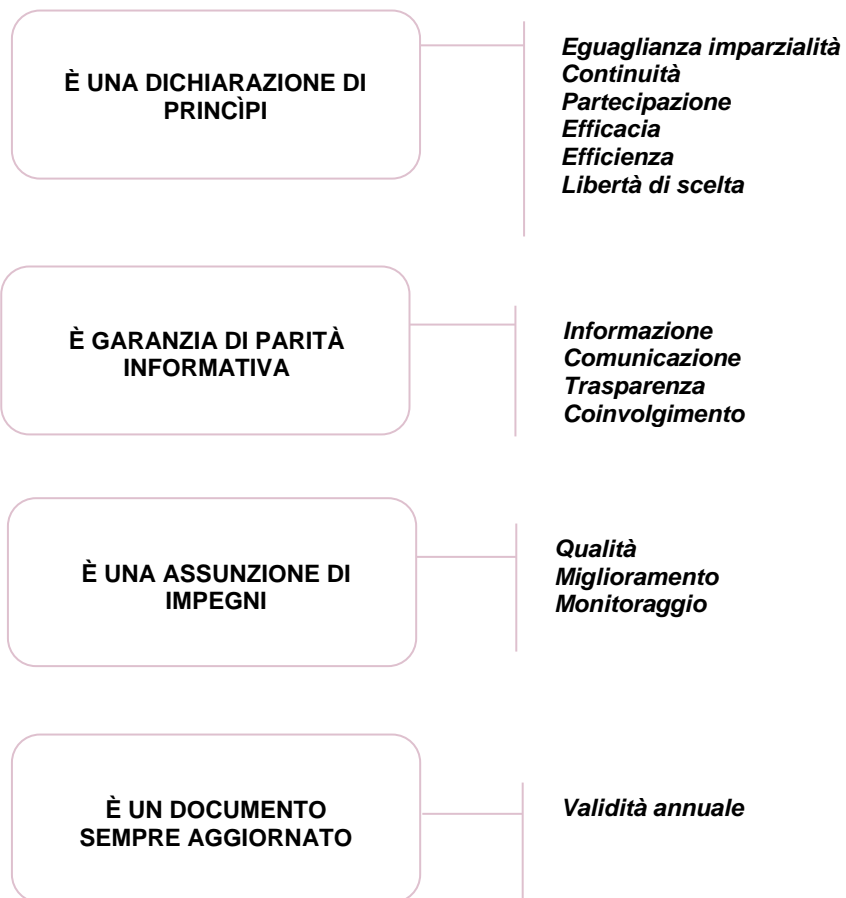 È UNA DICHIARAZIONE DI
PRINCÌPI
Eguaglianza imparzialità
Continuità
Partecipazione
Efficacia
Efficienza
Libertà di scelta
È GARANZIA DI PARITÀ
INFORMATIVA
Informazione
Comunicazione
Trasparenza
Coinvolgimento
È UNA ASSUNZIONE DI
IMPEGNI
Qualità
Miglioramento
Monitoraggio
È UN DOCUMENTO
SEMPRE AGGIORNATO
Validità annuale